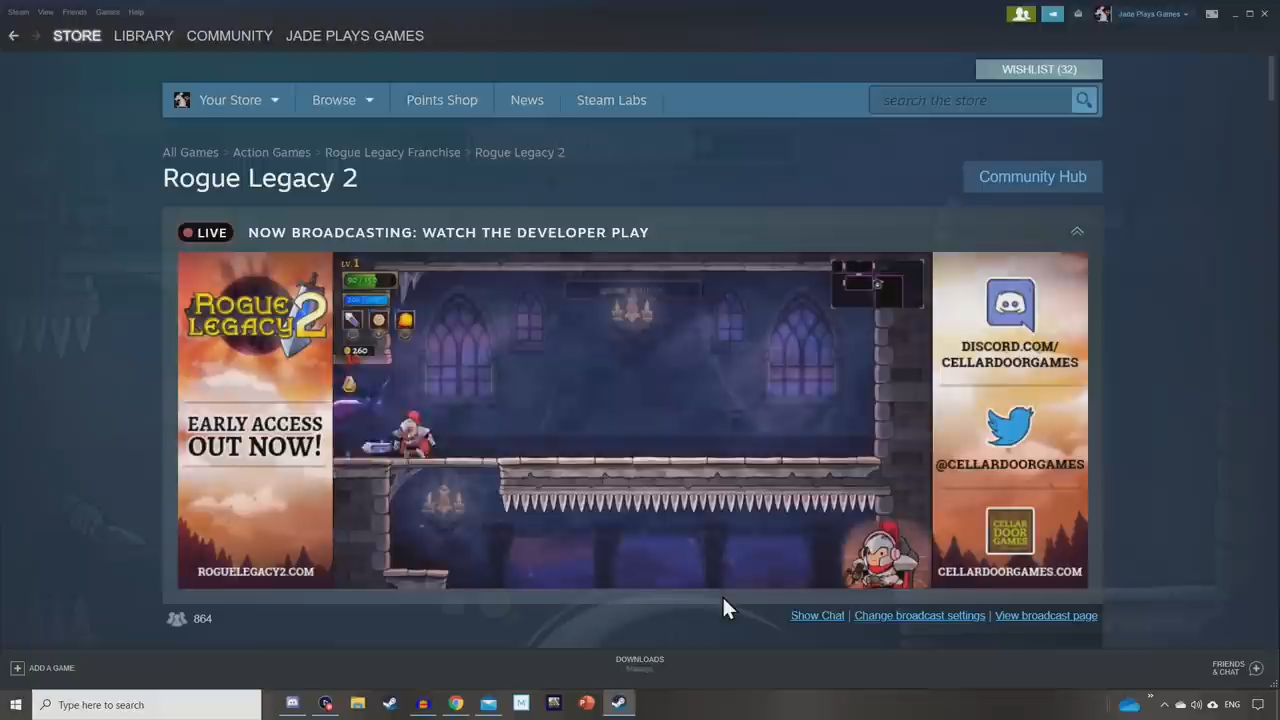 Steam View Friends Games Help
Jade Plays Games
STORE LIBRARY COMMUNITY JADE PLAYS GAMES
WISHLIST (32)
Your Store Browse Points Shop News Steam Labs
search the store
All Games > Action Games > Rogue Legacy Franchise > Rogue Legacy 2
Rogue Legacy 2
Community Hub
LIVE NOW BROADCASTING: WATCH THE DEVELOPER PLAY
ROGUE
LEGACY 2
EARLY ACCESS
OUT NOW!
ROGUELEGACY2.COM
LV. 1
260
DISCORD.COM/
CELLARDOORGAMES
@CELLARDOORGAMES
CELLAR
DOOR
GAMES
CELLARDOORGAMES.COM
864
Show Chat | Change broadcast settings | View broadcast page
+ ADD A GAME
DOWNLOADS
Manage
FRIENDS
& CHAT
Type here to search
ENG